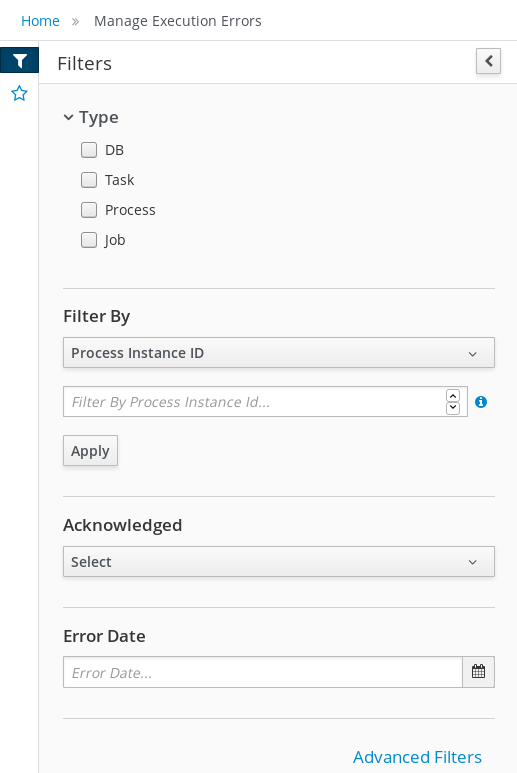 Home » Manage Execution Errors
Filters
Type
DB
Task
Process
Job
Filter By
Process Instance ID
Filter By Process Instance Id...
Apply
Acknowledged
Select
Error Date
Error Date...
Advanced Filters